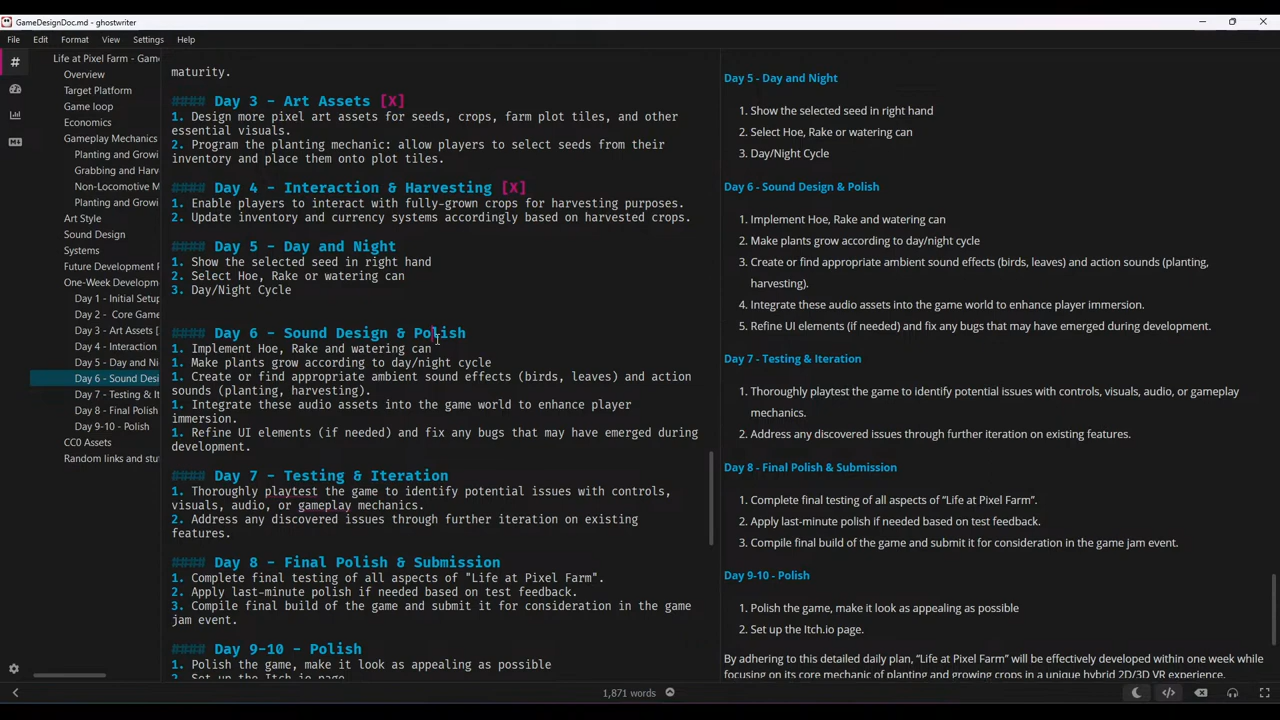 GameDesignDoc.md - ghostwriter
File Edit Format View Settings Help
Life at Pixel Farm - Game
Overview
Target Platform
Game loop
Economics
Gameplay Mechanics
Planting and Growi
Grabbing and Harv
Non-Locomotive M
Planting and Growi
Art Style
Sound Design
Systems
Future Development P
One-Week Developm
Day 1 - Initial Setup
Day 2 - Core Game
Day 3 - Art Assets [
Day 4 - Interaction
Day 5 - Day and Ni
Day 6 - Sound Desi
Day 7 - Testing & It
Day 8 - Final Polish
Day 9-10 - Polish
CC0 Assets
Random links and stu
maturity.
#### Day 3 - Art Assets [X]
1. Design more pixel art assets for seeds, crops, farm plot tiles, and other
essential visuals.
2. Program the planting mechanic: allow players to select seeds from their
inventory and place them onto plot tiles.
#### Day 4 - Interaction & Harvesting [X]
1. Enable players to interact with fully-grown crops for harvesting purposes.
2. Update inventory and currency systems accordingly based on harvested crops.
#### Day 5 - Day and Night
1. Show the selected seed in right hand
2. Select Hoe, Rake or watering can
3. Day/Night Cycle
#### Day 6 - Sound Design & Polish
1. Implement Hoe, Rake and watering can
1. Make plants grow according to day/night cycle
1. Create or find appropriate ambient sound effects (birds, leaves) and action
sounds (planting, harvesting).
1. Integrate these audio assets into the game world to enhance player
immersion.
1. Refine UI elements (if needed) and fix any bugs that may have emerged during
development.
#### Day 7 - Testing & Iteration
1. Thoroughly playtest the game to identify potential issues with controls,
visuals, audio, or gameplay mechanics.
2. Address any discovered issues through further iteration on existing
features.
#### Day 8 - Final Polish & Submission
1. Complete final testing of all aspects of "Life at Pixel Farm".
2. Apply last-minute polish if needed based on test feedback.
3. Compile final build of the game and submit it for consideration in the game
jam event.
#### Day 9-10 - Polish
1. Polish the game, make it look as appealing as possible
2. Set up the Itch.io page.
Day 5 - Day and Night
1. Show the selected seed in right hand
2. Select Hoe, Rake or watering can
3. Day/Night Cycle
Day 6 - Sound Design & Polish
1. Implement Hoe, Rake and watering can
2. Make plants grow according to day/night cycle
3. Create or find appropriate ambient sound effects (birds, leaves) and action sounds (planting,
harvesting).
4. Integrate these audio assets into the game world to enhance player immersion.
5. Refine UI elements (if needed) and fix any bugs that may have emerged during development.
Day 7 - Testing & Iteration
1. Thoroughly playtest the game to identify potential issues with controls, visuals, audio, or gameplay
mechanics.
2. Address any discovered issues through further iteration on existing features.
Day 8 - Final Polish & Submission
1. Complete final testing of all aspects of “Life at Pixel Farm”.
2. Apply last-minute polish if needed based on test feedback.
3. Compile final build of the game and submit it for consideration in the game jam event.
Day 9-10 - Polish
1. Polish the game, make it look as appealing as possible
2. Set up the Itch.io page.
By adhering to this detailed daily plan, “Life at Pixel Farm” will be effectively developed within one week while
focusing on its core mechanic of planting and growing crops in a unique hybrid 2D/3D VR experience.
1,871 words